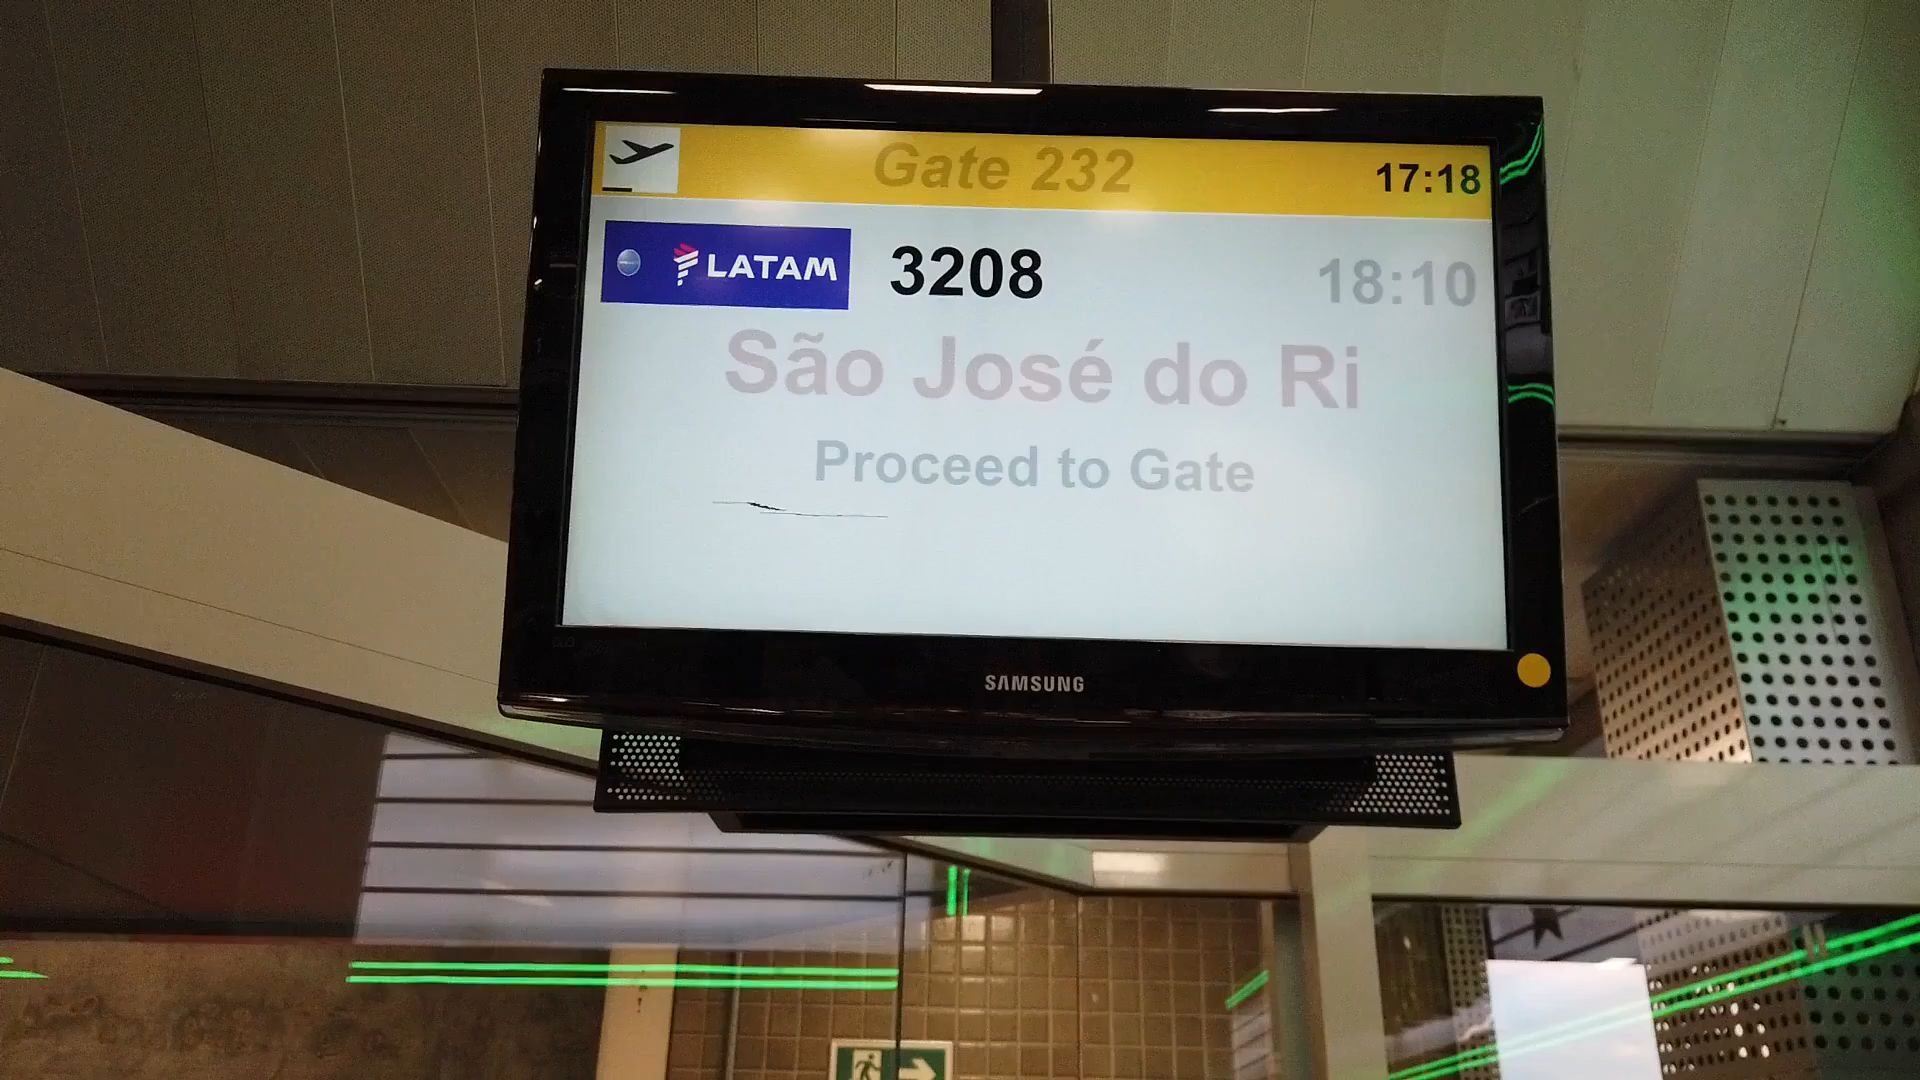 Gate 232 17:18
LATAM 3208 18:10
São José do Ri
Proceed to Gate
SAMSUNG